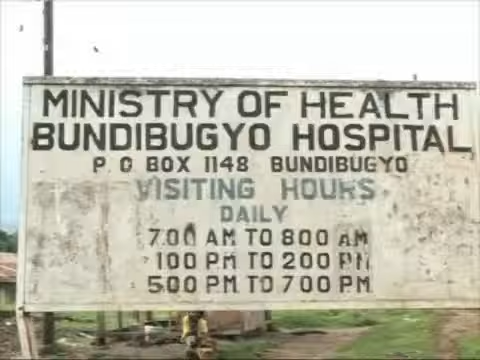 MINISTRY OF HEALTH
BUNDIBUGYO HOSPITAL
P O BOX 1148 BUNDIBUGYO
VISITING HOURS
DAILY
7.00 AM TO 8 00 AM
1 00 PM TO 2 00 PM
5:00 PM TO 7 00 PM